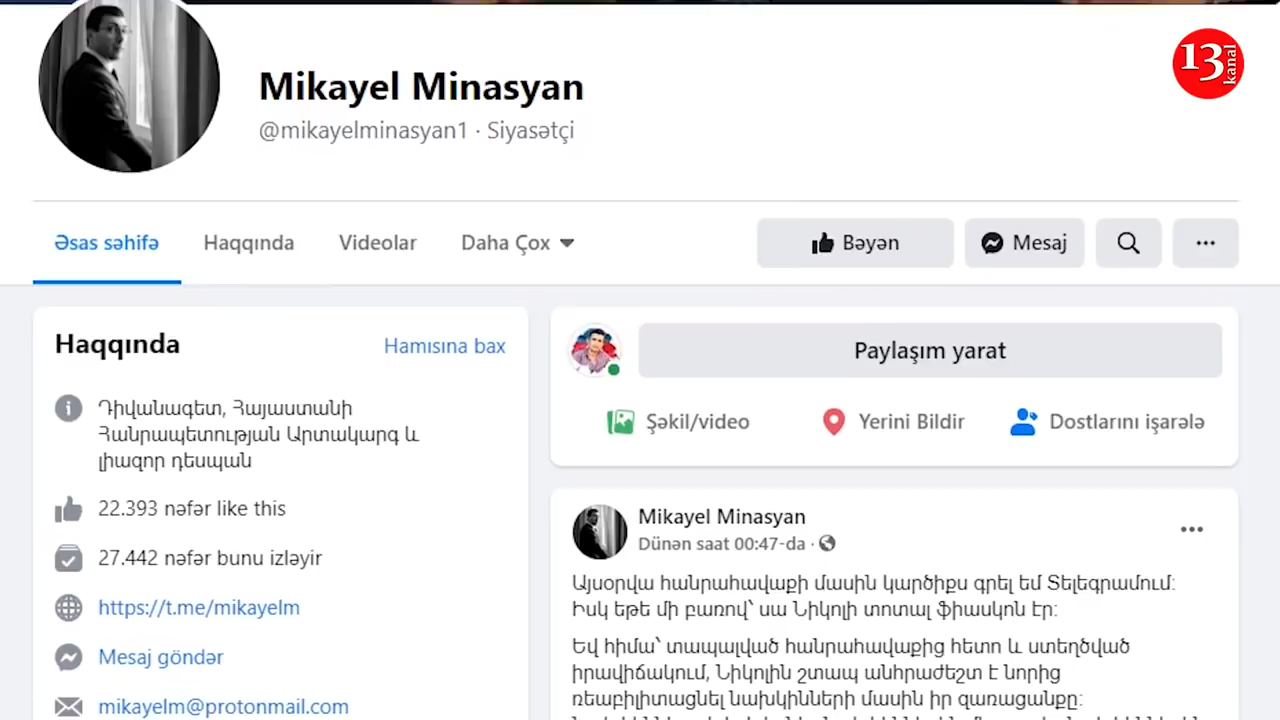 13 kanal
Mikayel Minasyan
@mikayelminasyan1 · Siyasətçi
Əsas səhifə
Haqqında
Videolar
Daha Çox
Bəyən
Mesaj
Haqqında
Hamısına bax
Դիվանագետ, Հայաստանի
Հանրապետության Արտակարգ և
լիազոր դեսպան
22.393 nəfər like this
27.442 nəfər bunu izləyir
https://t.me/mikayelm
Mesaj göndər
mikayelm@protonmail.com
Paylaşım yarat
Şəkil/video
Yerini Bildir
Dostlarını işarələ
Mikayel Minasyan
Dünən saat 00:47-da ·
Այսօրվա հանրահավաքի մասին կարծիքս գրել եմ Տելեգրամում:
Իսկ եթե մի բառով՝ սա Նիկոլի տոտալ ֆիասկոն էր:
Եվ հիմա՝ տապալված հանրահավաքից հետո և ստեղծված
իրավիճակում, Նիկոլին շտապ անհրաժեշտ է նորից
ռեաբիլիտացնել նախկինների մասին իր զառացանքը: